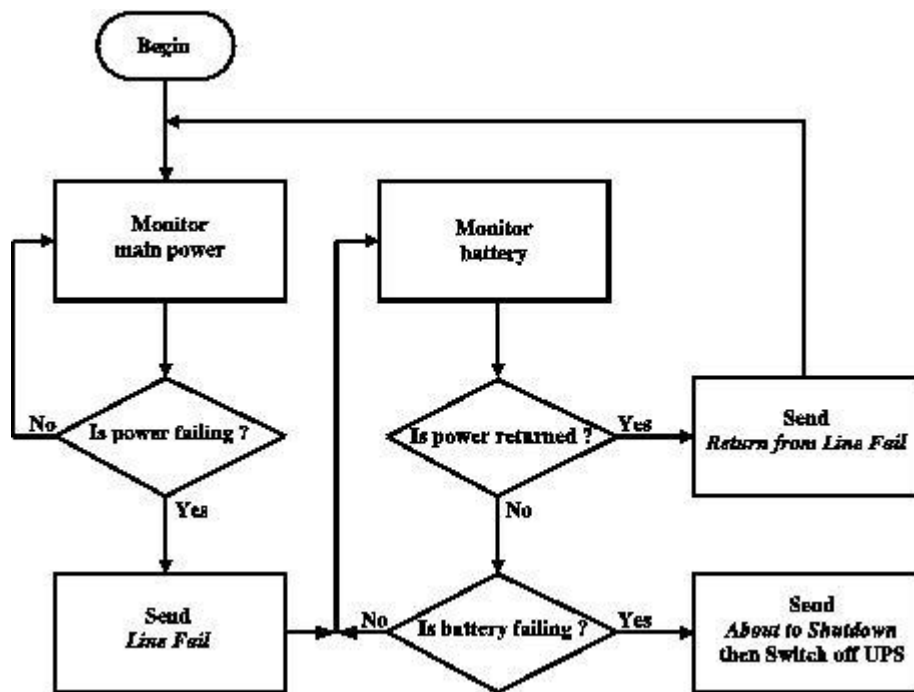 Begin
Monitor
main power
Monitor
battery
No
Is power failing ?
Yes
Is power returned ?
Yes
No
Send
Return from Line Fail
Send
Line Fail
No
Is battery failing ?
Yes
Send
About to Shutdown
then Switch off UPS